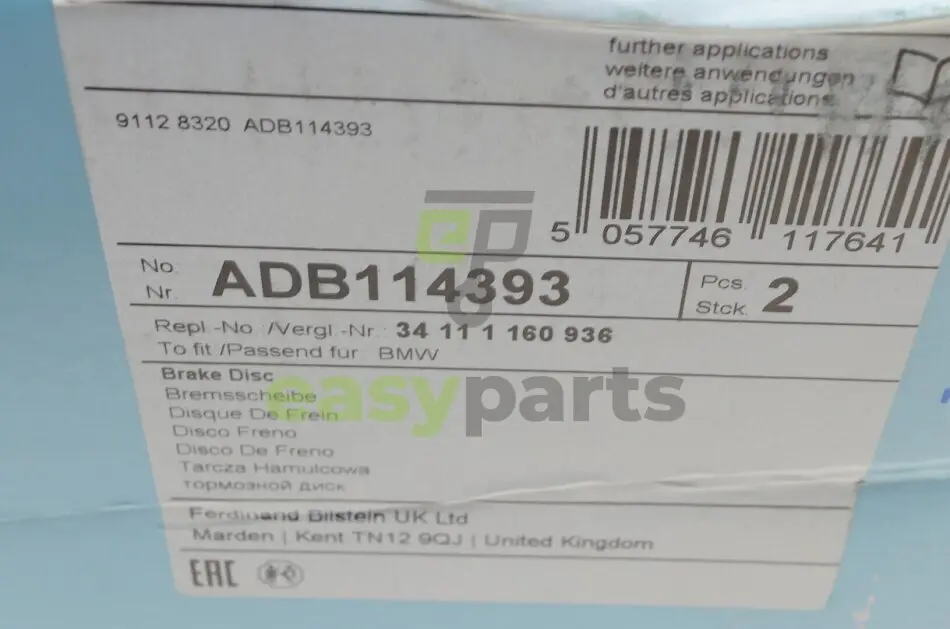 further applications
weitere anwendungen
d'autres applications
9112 8320 ADB114393
5 057746 117641
No.
Nr. ADB114393
Pcs.
Stck. 2
Repl.-No./Vergl.-Nr.: 34 11 1 160 936
To fit /Passend für BMW
Brake Disc
Bremsscheibe
Disque De Frein
Disco Freno
Disco De Freno
Tarcza Hamulcowa
тормозной диск
Ferdinand Bilstein UK Ltd
Marden | Kent TN12 9QJ | United Kingdom
EAC
ep
easyparts